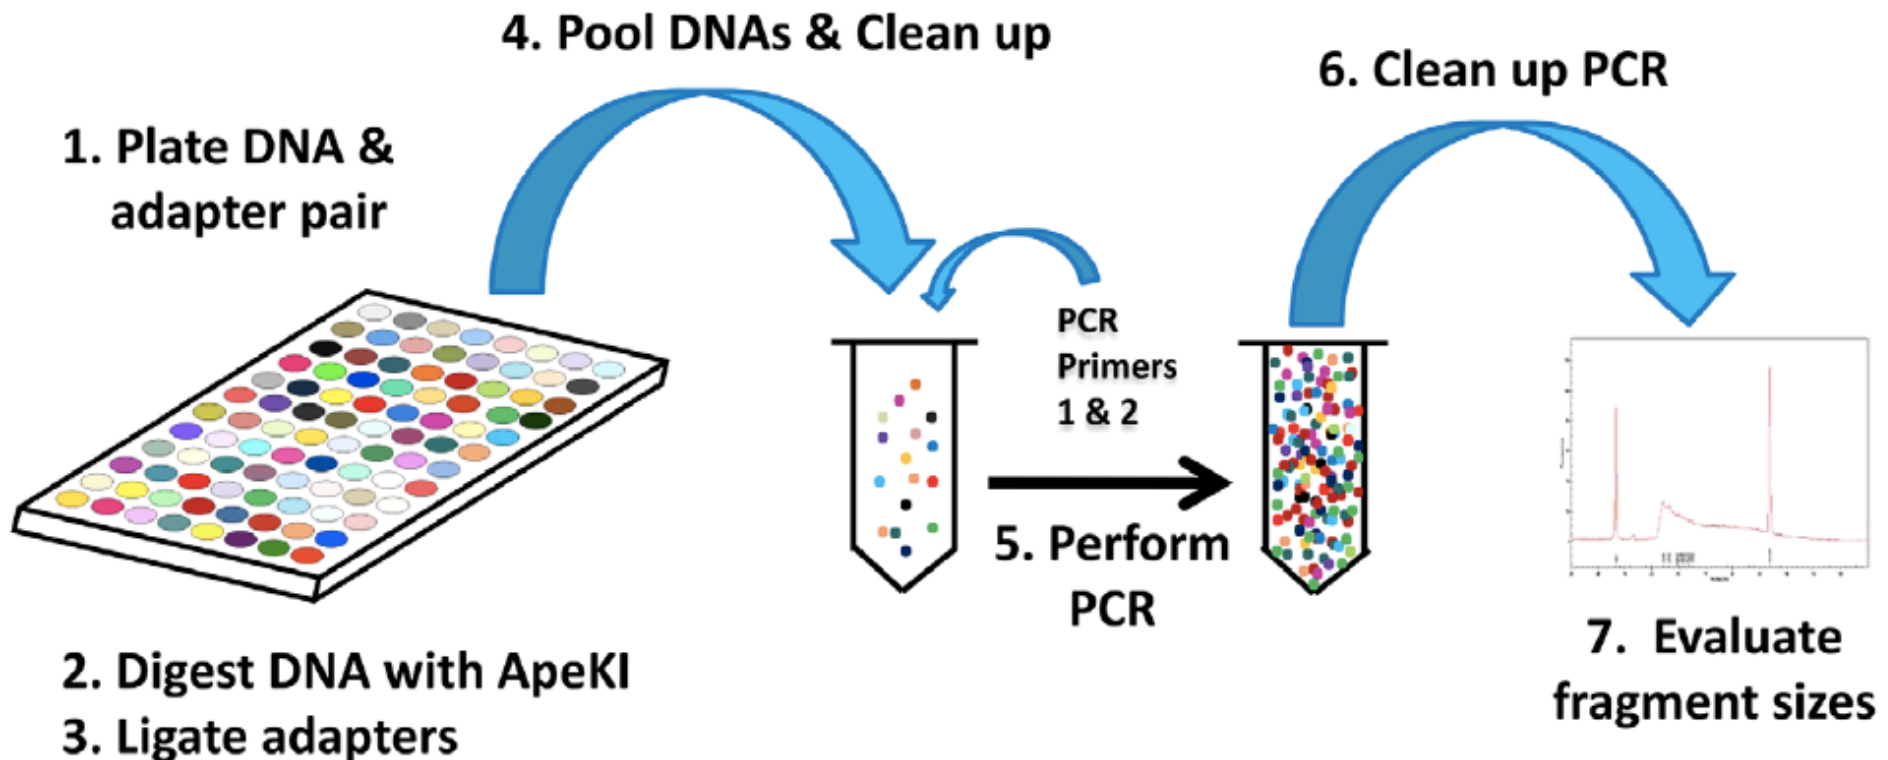 4. Pool DNAs & Clean up
6. Clean up PCR
1. Plate DNA &
adapter pair
PCR
Primers
1 & 2
5. Perform
PCR
7. Evaluate
fragment sizes
2. Digest DNA with ApeKI
3. Ligate adapters